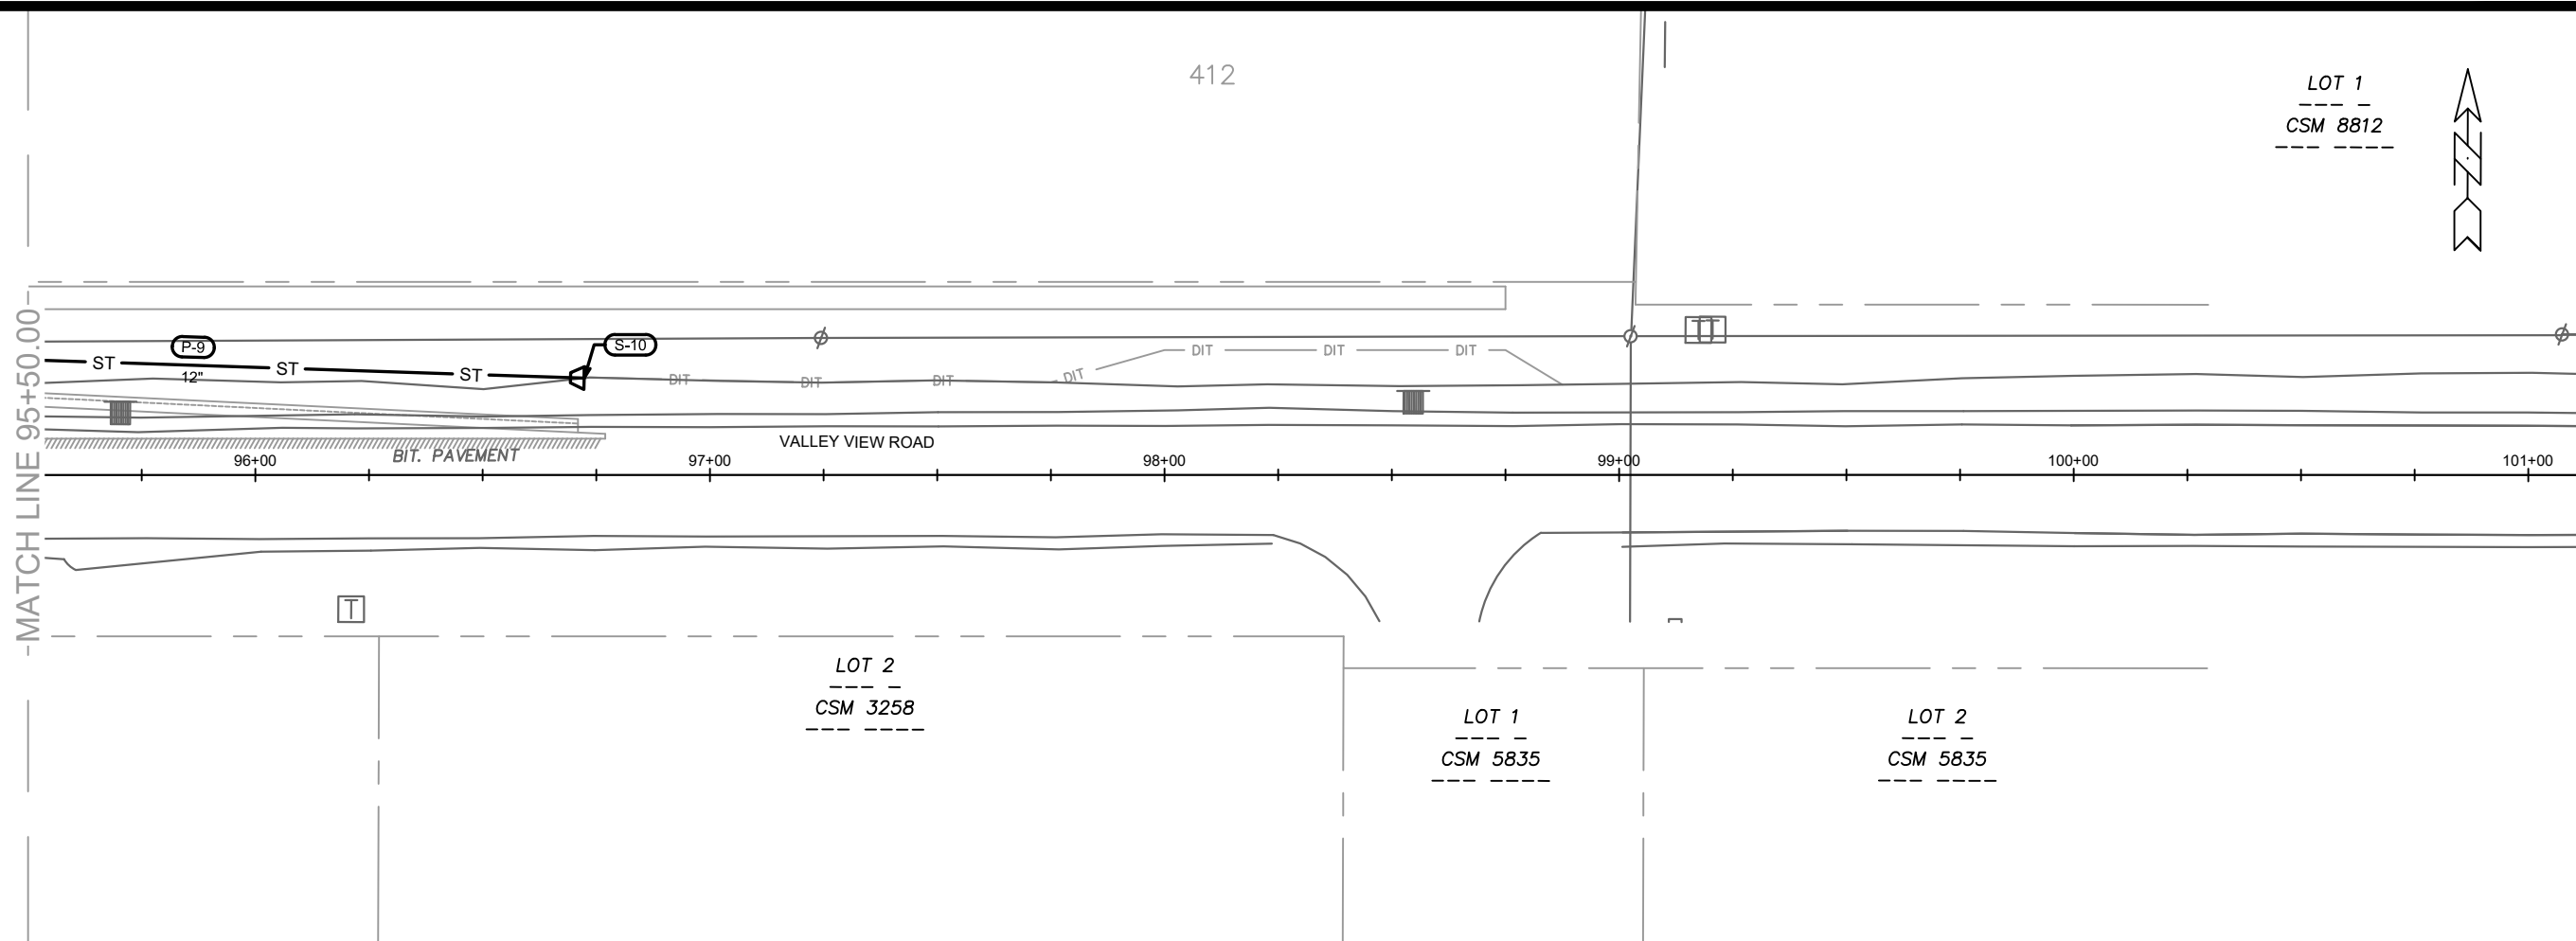 412
LOT 1
CSM 8812
N
MATCH LINE 95+50.00
P-9
S-10
ST
ST
ST
12"
DIT
DIT
DIT
DIT
DIT
DIT
DIT
T
T
BIT. PAVEMENT
VALLEY VIEW ROAD
96+00
97+00
98+00
99+00
100+00
101+00
T
LOT 2
CSM 3258
LOT 1
CSM 5835
LOT 2
CSM 5835